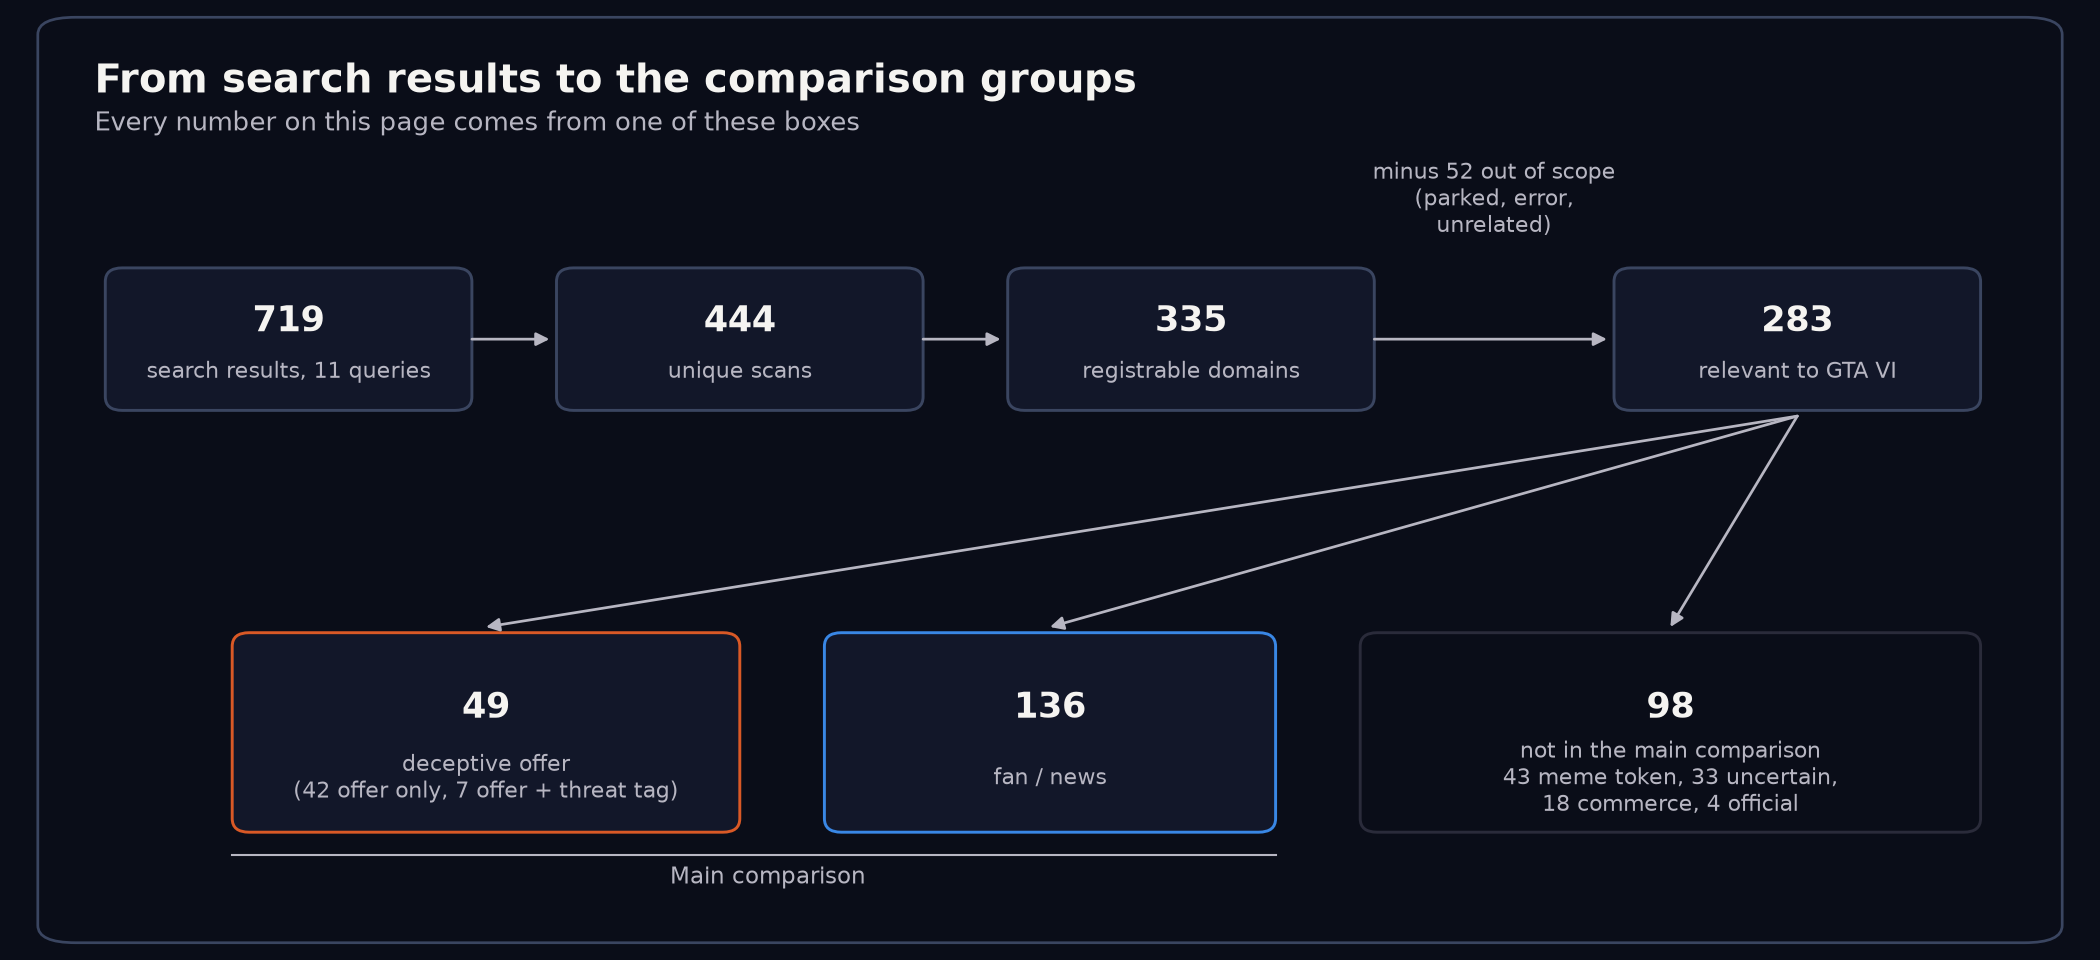 From search results to the comparison groups
Every number on this page comes from one of these boxes
minus 52 out of scope
(parked, error,
unrelated)
719
search results, 11 queries
444
unique scans
335
registrable domains
283
relevant to GTA VI
49
deceptive offer
(42 offer only, 7 offer + threat tag)
136
fan / news
98
not in the main comparison
43 meme token, 33 uncertain,
18 commerce, 4 official
Main comparison